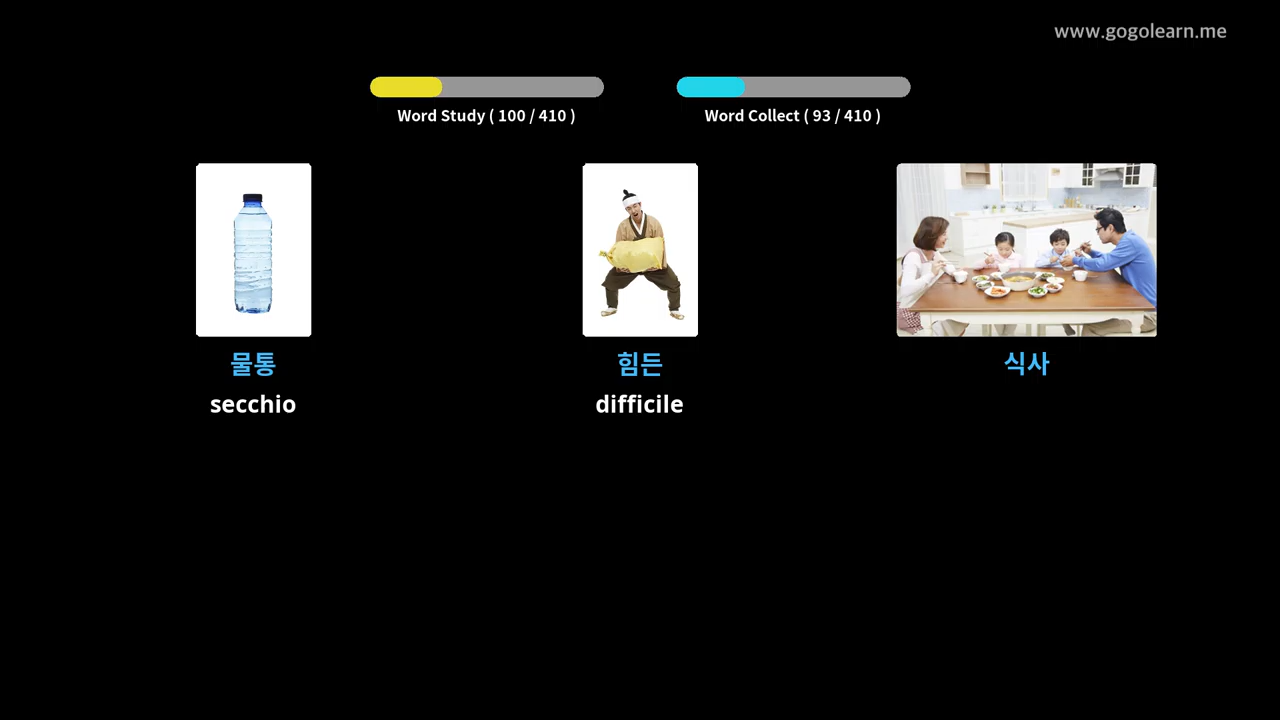 www.gogolearn.me
Word Study ( 100 / 410 )
Word Collect ( 93 / 410 )
물통
힘든
식사
secchio
difficile